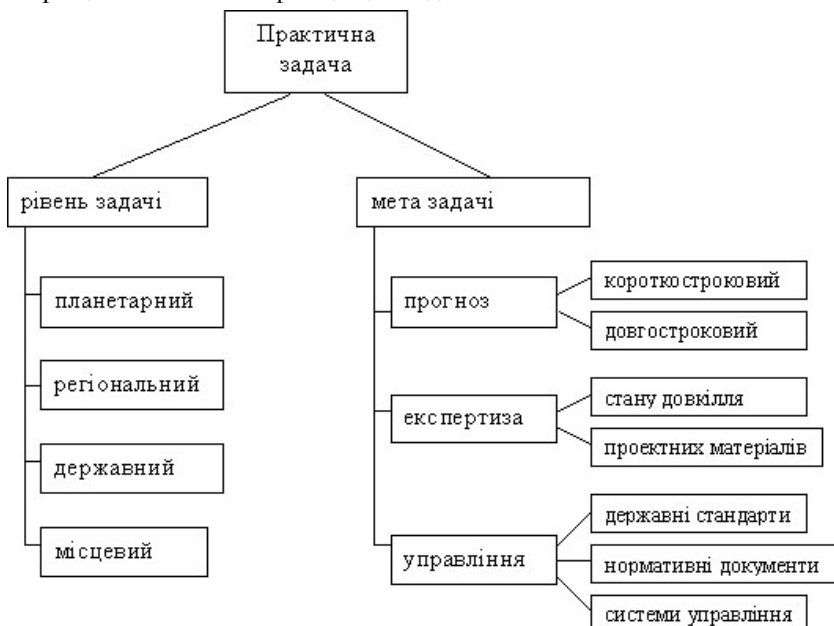 Практична
задача
рівень задачі
мета задачі
планетарний
регіональний
державний
місцевий
прогноз
короткостроковий
довгостроковий
експертиза
стану довкілля
проектних матеріалів
управління
державні стандарти
нормативні документи
системи управління